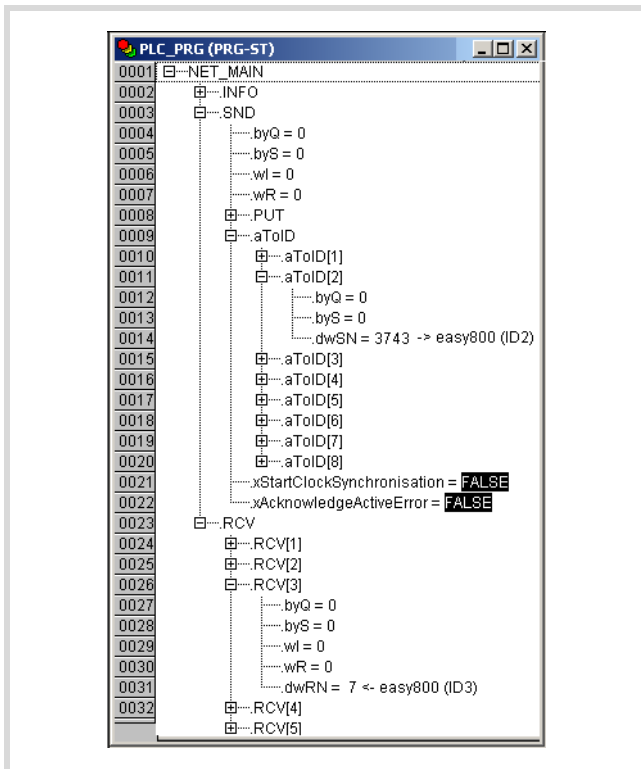 PLC_PRG (PRG-ST)
0001 NET_MAIN
0002 .INFO
0003 .SND
0004 .byQ = 0
0005 .byS = 0
0006 .wI = 0
0007 .wR = 0
0008 .PUT
0009 .aToID
0010 .aToID[1]
0011 .aToID[2]
0012 .byQ = 0
0013 .byS = 0
0014 .dwSN = 3743 -> easy800 (ID2)
0015 .aToID[3]
0016 .aToID[4]
0017 .aToID[5]
0018 .aToID[6]
0019 .aToID[7]
0020 .aToID[8]
0021 .xStartClockSynchronisation = FALSE
0022 .xAcknowledgeActiveError = FALSE
0023 .RCV
0024 .RCV[1]
0025 .RCV[2]
0026 .RCV[3]
0027 .byQ = 0
0028 .byS = 0
0029 .wI = 0
0030 .wR = 0
0031 .dwRN = 7 <- easy800 (ID3)
0032 .RCV[4]
.RCV[5]